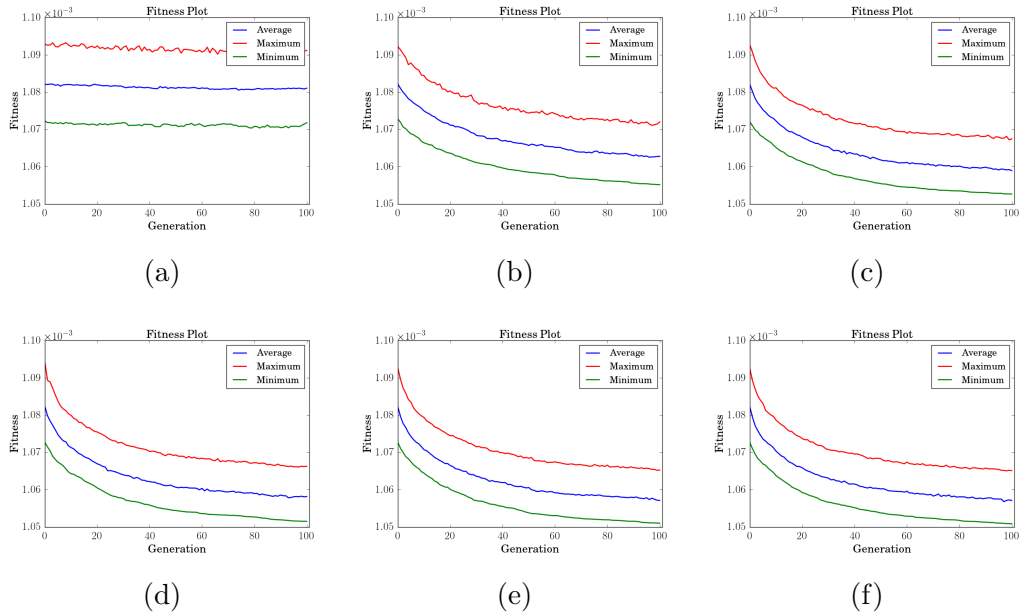 ×10⁻³ Fitness Plot
1.10
1.09
1.08
1.07
1.06
1.05
Fitness
Average
Maximum
Minimum
0 20 40 60 80 100
Generation
(a)
×10⁻³ Fitness Plot
1.10
1.09
1.08
1.07
1.06
1.05
Fitness
Average
Maximum
Minimum
0 20 40 60 80 100
Generation
(b)
×10⁻³ Fitness Plot
1.10
1.09
1.08
1.07
1.06
1.05
Fitness
Average
Maximum
Minimum
0 20 40 60 80 100
Generation
(c)
×10⁻³ Fitness Plot
1.10
1.09
1.08
1.07
1.06
1.05
Fitness
Average
Maximum
Minimum
0 20 40 60 80 100
Generation
(d)
×10⁻³ Fitness Plot
1.10
1.09
1.08
1.07
1.06
1.05
Fitness
Average
Maximum
Minimum
0 20 40 60 80 100
Generation
(e)
×10⁻³ Fitness Plot
1.10
1.09
1.08
1.07
1.06
1.05
Fitness
Average
Maximum
Minimum
0 20 40 60 80 100
Generation
(f)